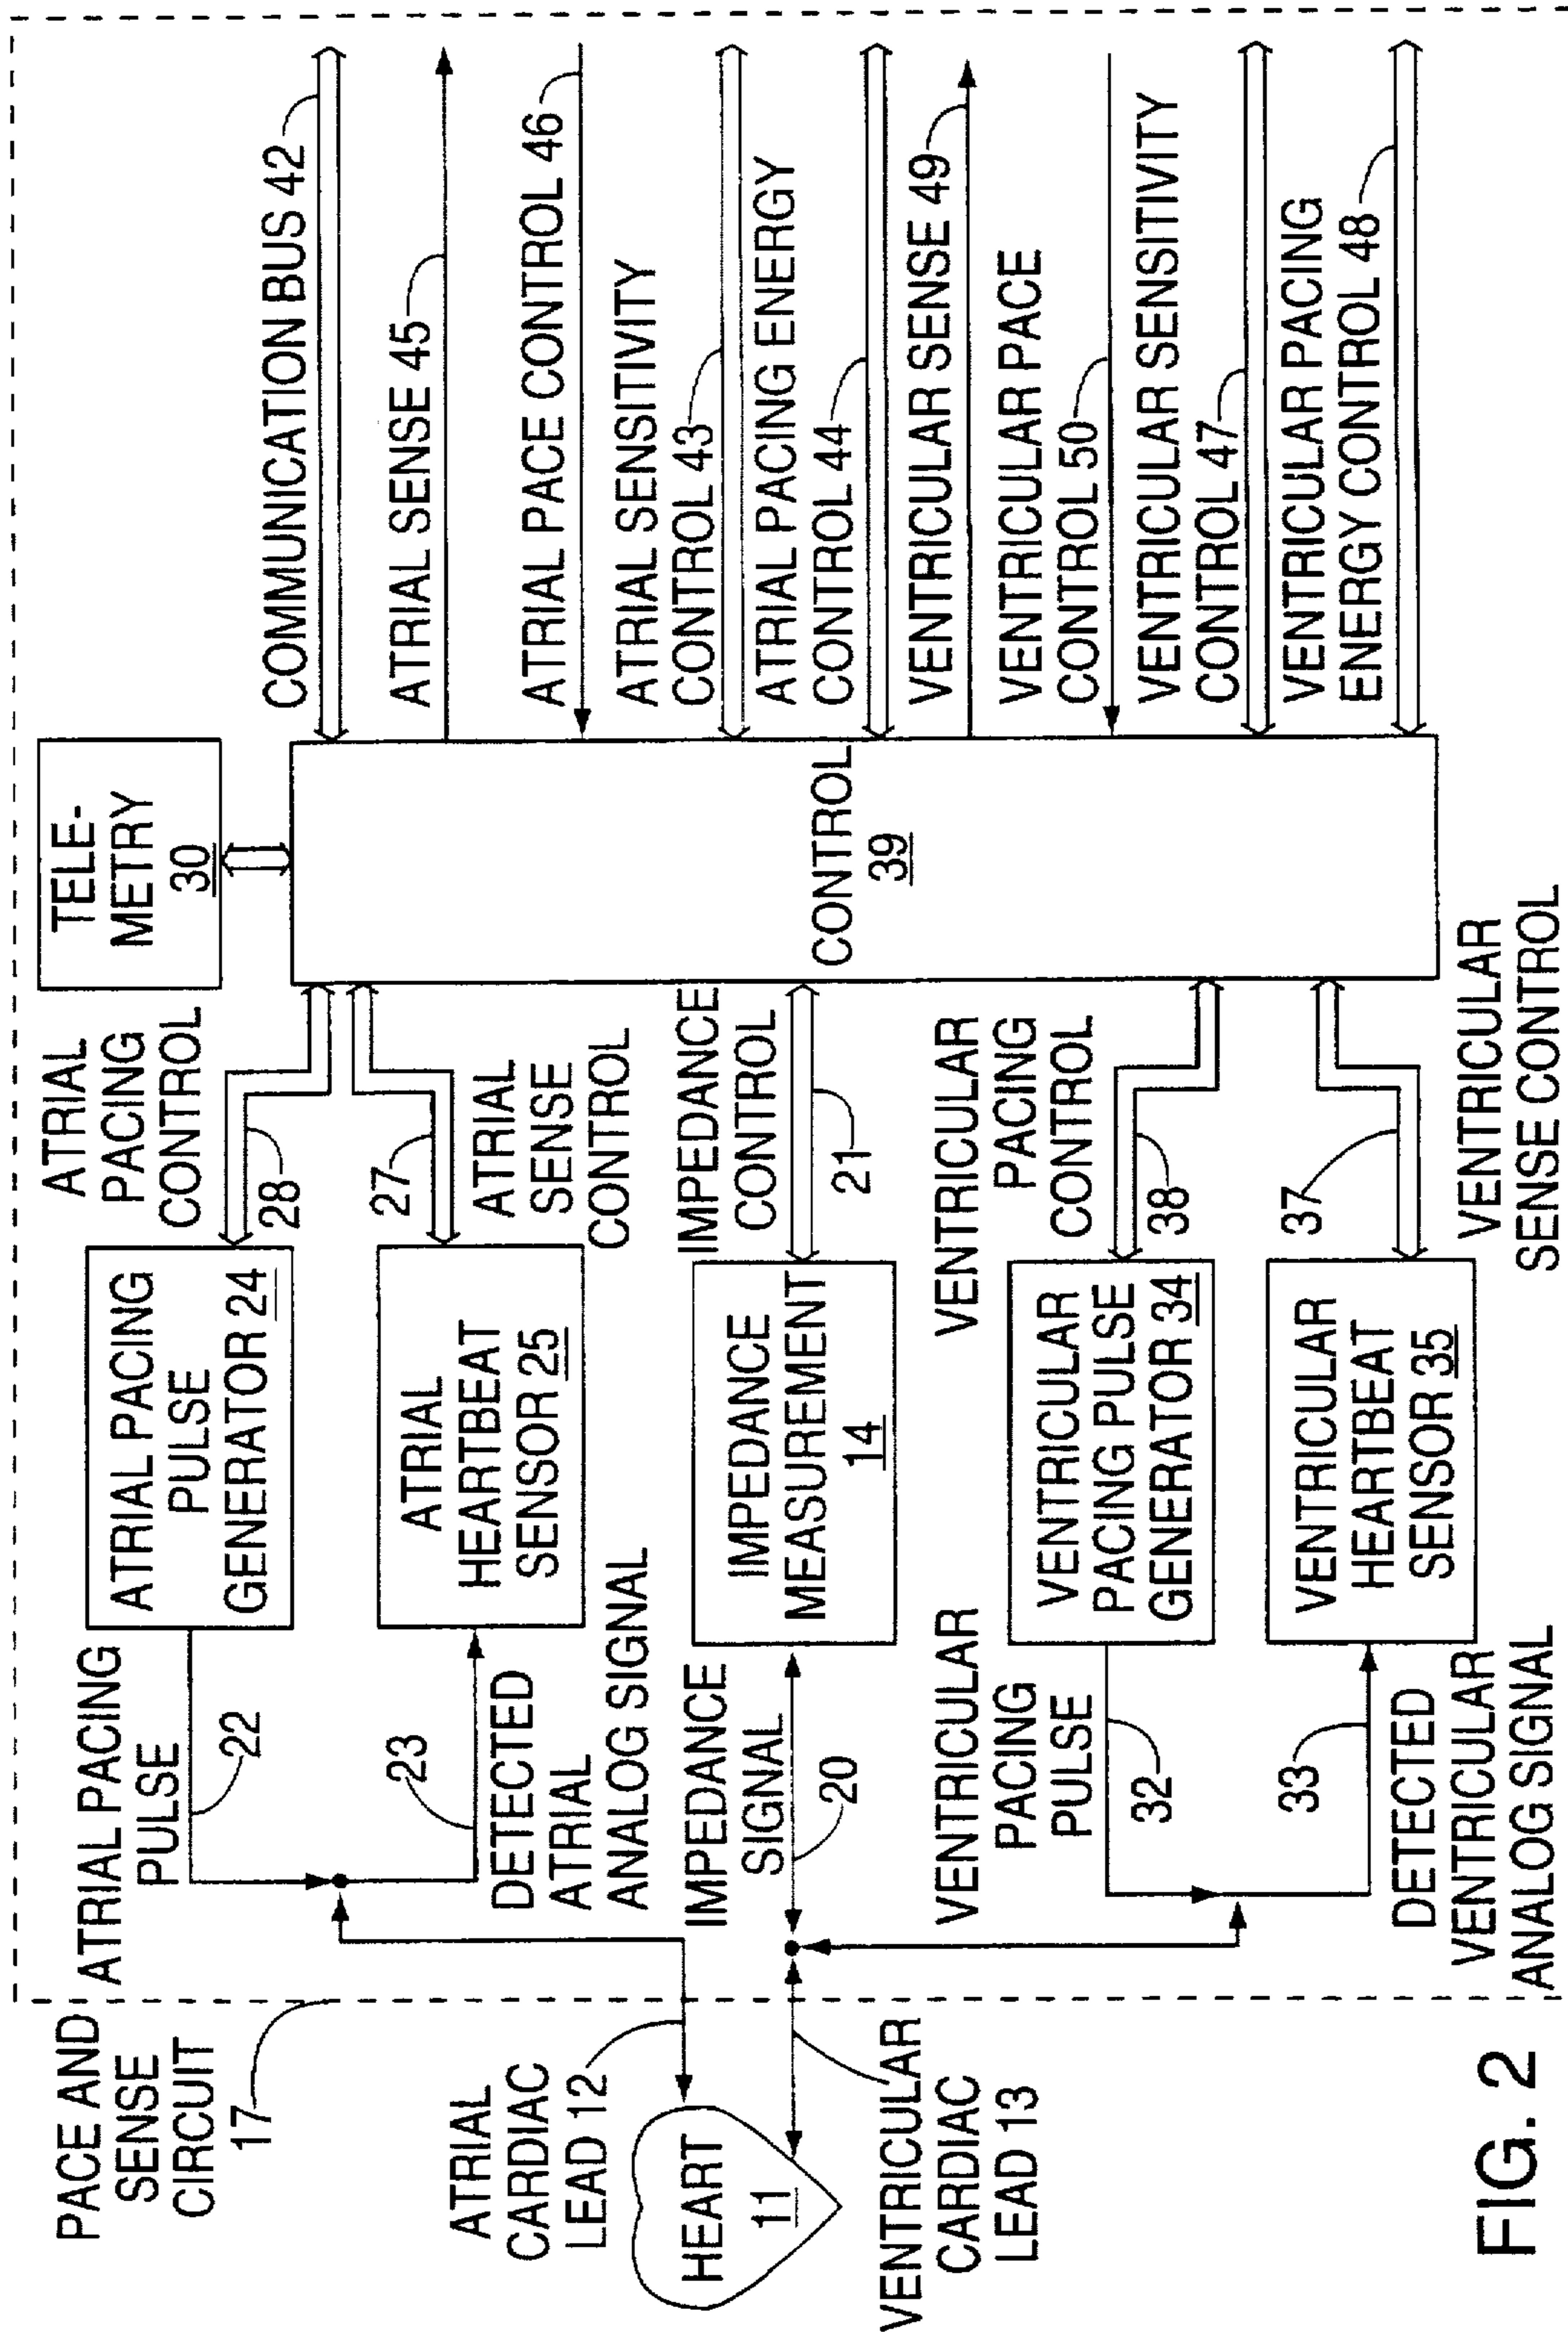 PACE AND
SENSE
CIRCUIT
17
ATRIAL PACING
PULSE
22
ATRIAL PACING
PULSE
GENERATOR 24
ATRIAL
PACING
CONTROL
28
TELE-
METRY
30
COMMUNICATION BUS 42
23
DETECTED
ATRIAL
ANALOG SIGNAL
ATRIAL
HEARTBEAT
SENSOR 25
27
ATRIAL
SENSE
CONTROL
ATRIAL SENSE 45
ATRIAL PACE CONTROL 46
ATRIAL SENSITIVITY
CONTROL 43
ATRIAL PACING ENERGY
CONTROL 44
ATRIAL
CARDIAC
LEAD 12
HEART
11
IMPEDANCE
SIGNAL
20
IMPEDANCE
MEASUREMENT
14
IMPEDANCE
CONTROL
21
CONTROL
39
VENTRICULAR SENSE 49
VENTRICULAR PACE
CONTROL 50
VENTRICULAR SENSITIVITY
CONTROL 47
VENTRICULAR PACING
ENERGY CONTROL 48
VENTRICULAR
CARDIAC
LEAD 13
VENTRICULAR
PACING
PULSE
32
VENTRICULAR
PACING PULSE
GENERATOR 34
VENTRICULAR
PACING
CONTROL
38
33
DETECTED
VENTRICULAR
ANALOG SIGNAL
VENTRICULAR
HEARTBEAT
SENSOR 35
37
VENTRICULAR
SENSE CONTROL
FIG. 2